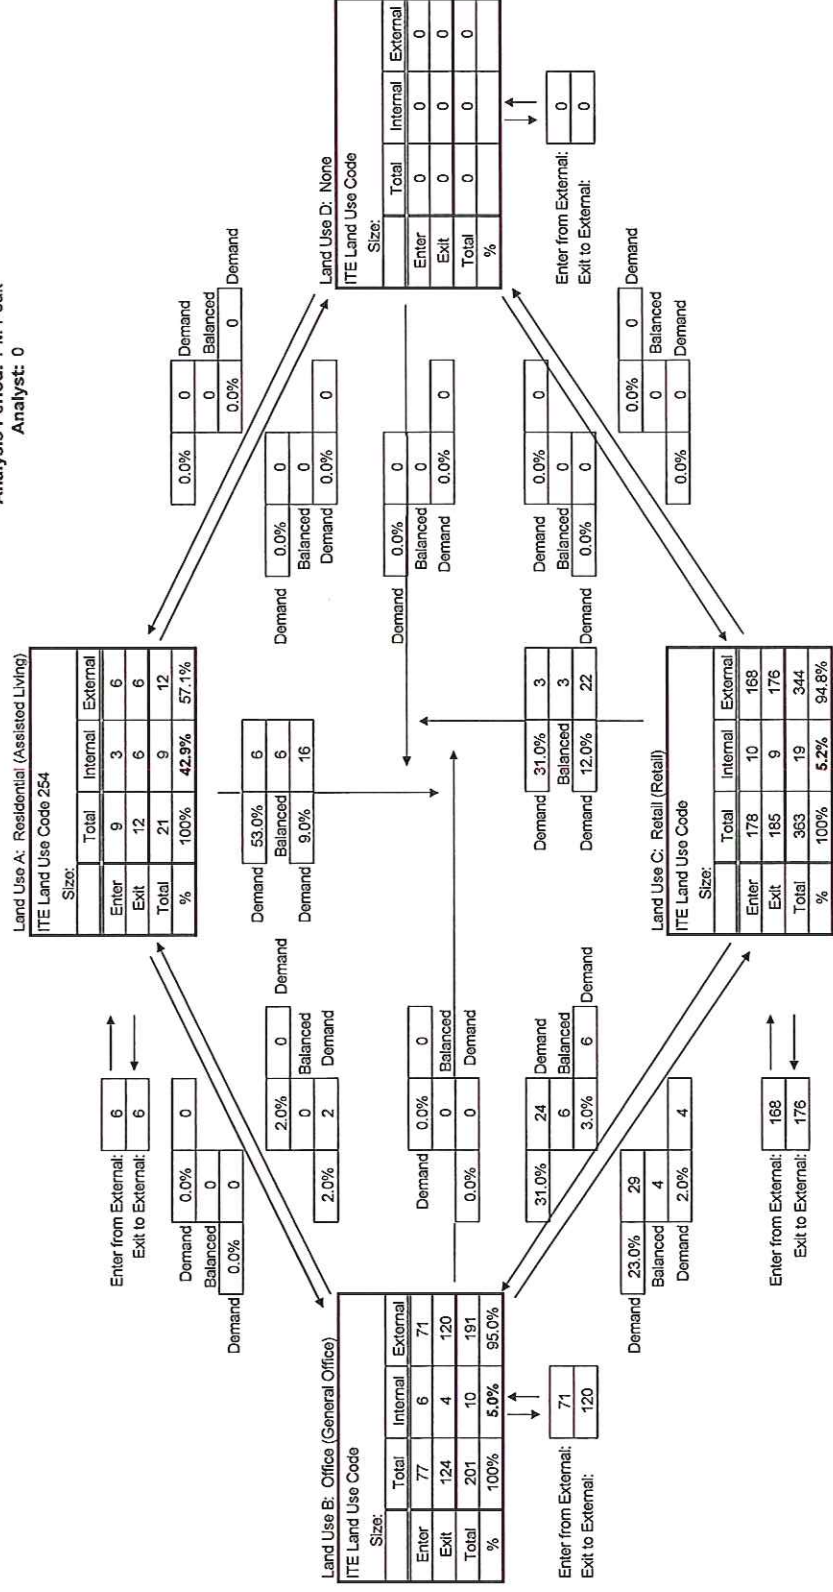 Analysis Period: PM Peak
Analyst: 0
Land Use A: Residential (Assisted Living)
ITE Land Use Code 254
Size:
Total Internal External
Enter 9 3 6
Exit 12 6 6
Total 21 9 12
% 100% 42.9% 57.1%
Enter from External: 6
Exit to External: 6
Demand 0.0% 0
Balanced 0
Demand 0.0% 0
2.0% 0 Demand
0 Balanced
2.0% 2 Demand
Demand 53.0% 6
Balanced 6
Demand 9.0% 16
0.0% 0 Demand
0 Balanced
0.0% 0 Demand
Demand 0.0% 0
Balanced 0
Demand 0.0% 0
Land Use B: Office (General Office)
ITE Land Use Code
Size:
Total Internal External
Enter 77 6 71
Exit 124 4 120
Total 201 10 191
% 100% 5.0% 95.0%
Enter from External: 71
Exit to External: 120
Demand 0.0% 0
0 Balanced
0.0% 0 Demand
Demand 0.0% 0
Balanced 0
Demand 0.0% 0
Land Use D: None
ITE Land Use Code
Size:
Total Internal External
Enter 0 0 0
Exit 0 0 0
Total 0 0 0
%
Enter from External: 0
Exit to External: 0
31.0% 24 Demand
6 Balanced
3.0% 6 Demand
Demand 31.0% 3
Balanced 3
Demand 12.0% 22
Demand 0.0% 0
Balanced 0
Demand 0.0% 0
Demand 23.0% 29
Balanced 4
Demand 2.0% 4
0.0% 0 Demand
0 Balanced
0.0% 0 Demand
Land Use C: Retail (Retail)
ITE Land Use Code
Size:
Total Internal External
Enter 178 10 168
Exit 185 9 176
Total 363 19 344
% 100% 5.2% 94.8%
Enter from External: 168
Exit to External: 176